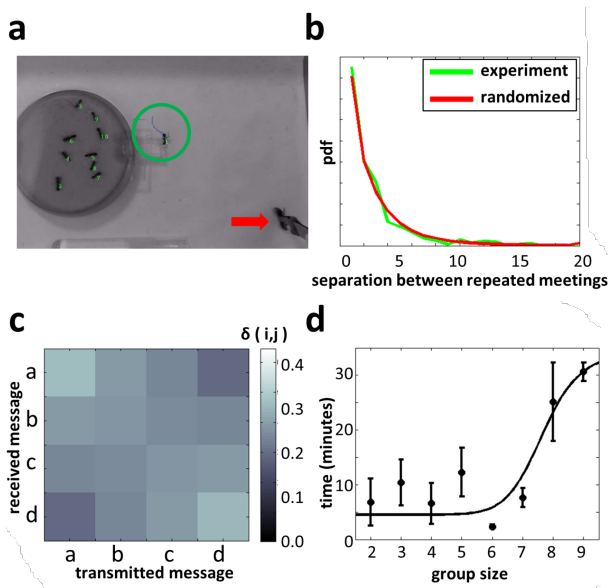 a
b
experiment
randomized
pdf
0 5 10 15 20
separation between repeated meetings
c
δ ( i,j )
received message
a
b
c
d
a b c d
transmitted message
0.4
0.3
0.2
0.1
0.0
d
time (minutes)
30
20
10
0
2 3 4 5 6 7 8 9
group size